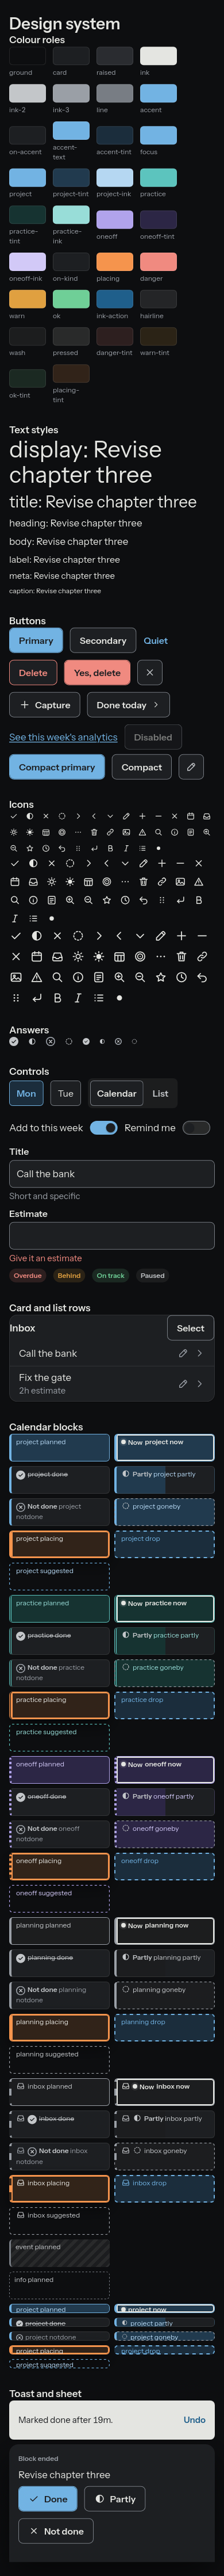 Design system
Colour roles
ground card raised ink
ink-2 ink-3 line accent
on-accent accent-text accent-tint focus
project project-tint project-ink practice
practice-tint practice-ink oneoff oneoff-tint
oneoff-ink on-kind placing danger
warn ok ink-action hairline
wash pressed danger-tint warn-tint
ok-tint placing-tint
Text styles
display: Revise
chapter three
title: Revise chapter three
heading: Revise chapter three
body: Revise chapter three
label: Revise chapter three
meta: Revise chapter three
caption: Revise chapter three
Buttons
Primary Secondary Quiet
Delete Yes, delete
Capture Done today
See this week's analytics Disabled
Compact primary Compact
Icons
Answers
Controls
Mon Tue Calendar List
Add to this week Remind me
Title
Call the bank
Short and specific
Estimate
Give it an estimate
Overdue Behind On track Paused
Card and list rows
Inbox Select
Call the bank
Fix the gate
2h estimate
Calendar blocks
project planned Now project now
project done Partly project partly
Not done project notdone project goneby
project placing project drop
project suggested
practice planned Now practice now
practice done Partly practice partly
Not done practice notdone practice goneby
practice placing practice drop
practice suggested
oneoff planned Now oneoff now
oneoff done Partly oneoff partly
Not done oneoff notdone oneoff goneby
oneoff placing oneoff drop
oneoff suggested
planning planned Now planning now
planning done Partly planning partly
Not done planning notdone planning goneby
planning placing planning drop
planning suggested
inbox planned Now inbox now
inbox done Partly inbox partly
Not done inbox notdone inbox goneby
inbox placing inbox drop
inbox suggested
event planned
info planned
project planned project now
project done project partly
project notdone project goneby
project placing project drop
project suggested
Toast and sheet
Marked done after 19m. Undo
Block ended
Revise chapter three
Done Partly
Not done